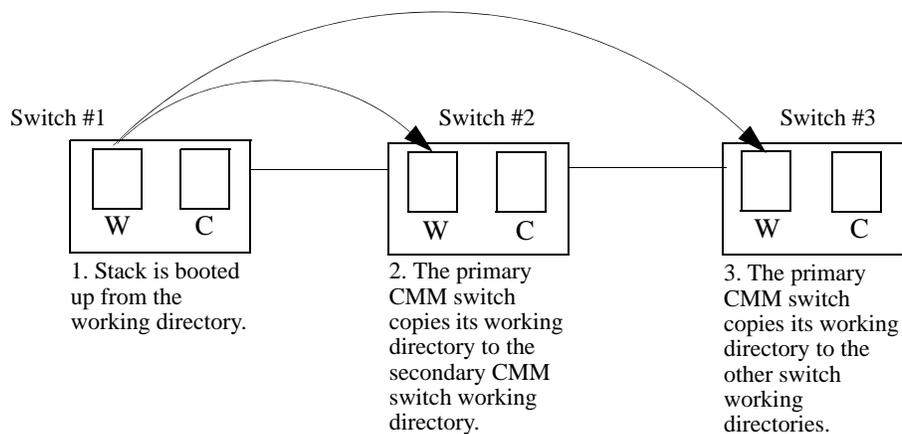 Switch #1
Switch #2
Switch #3
W
C
W
C
W
C
1. Stack is booted
up from the
working directory.
2. The primary
CMM switch
copies its working
directory to the
secondary CMM
switch working
directory.
3. The primary
CMM switch
copies its working
directory to the
other switch
working
directories.